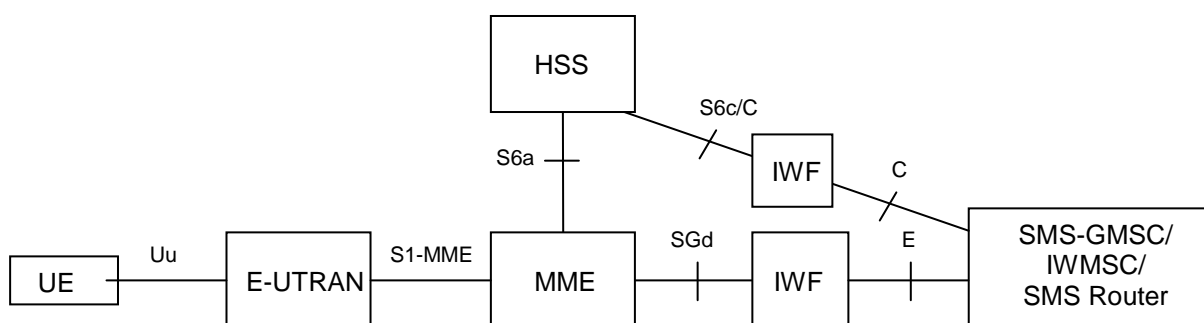 HSS
S6c/C
S6a
IWF
C
SMS-GMSC/
IWMSC/
SMS Router
Uu
S1-MME
SGd
E
UE
E-UTRAN
MME
IWF